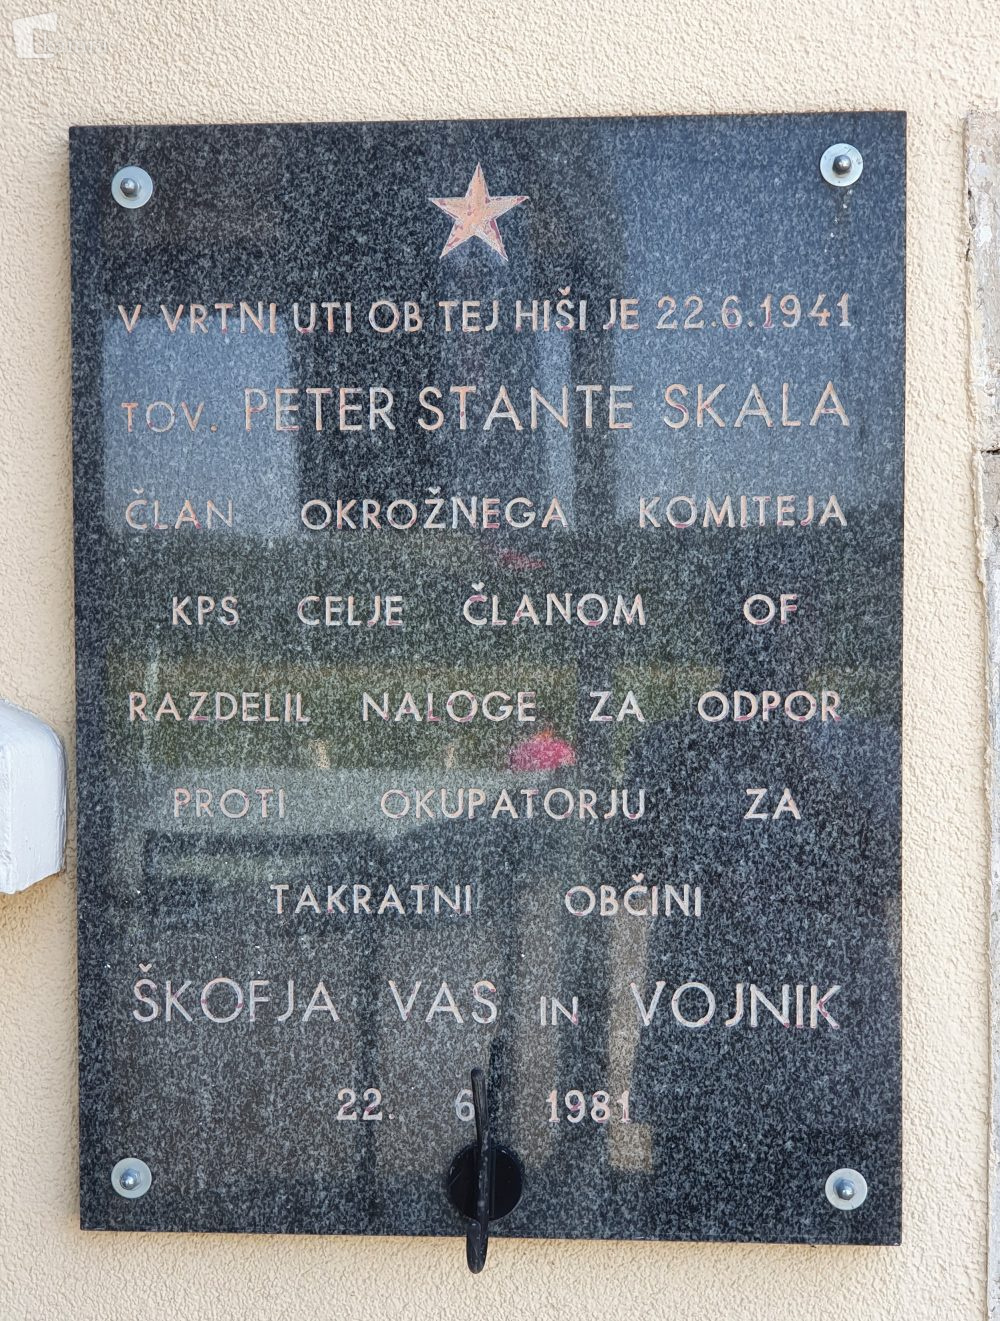 V VRTNI UTI OB TEJ HIŠI JE 22.6.1941
TOV. PETER STANTE SKALA
ČLAN OKROŽNEGA KOMITEJA
KPS CELJE ČLANOM OF
RAZDELIL NALOGE ZA ODPOR
PROTI OKUPATORJU ZA
TAKRATNI OBČINI
ŠKOFJA VAS IN VOJNIK
22. 6 1981